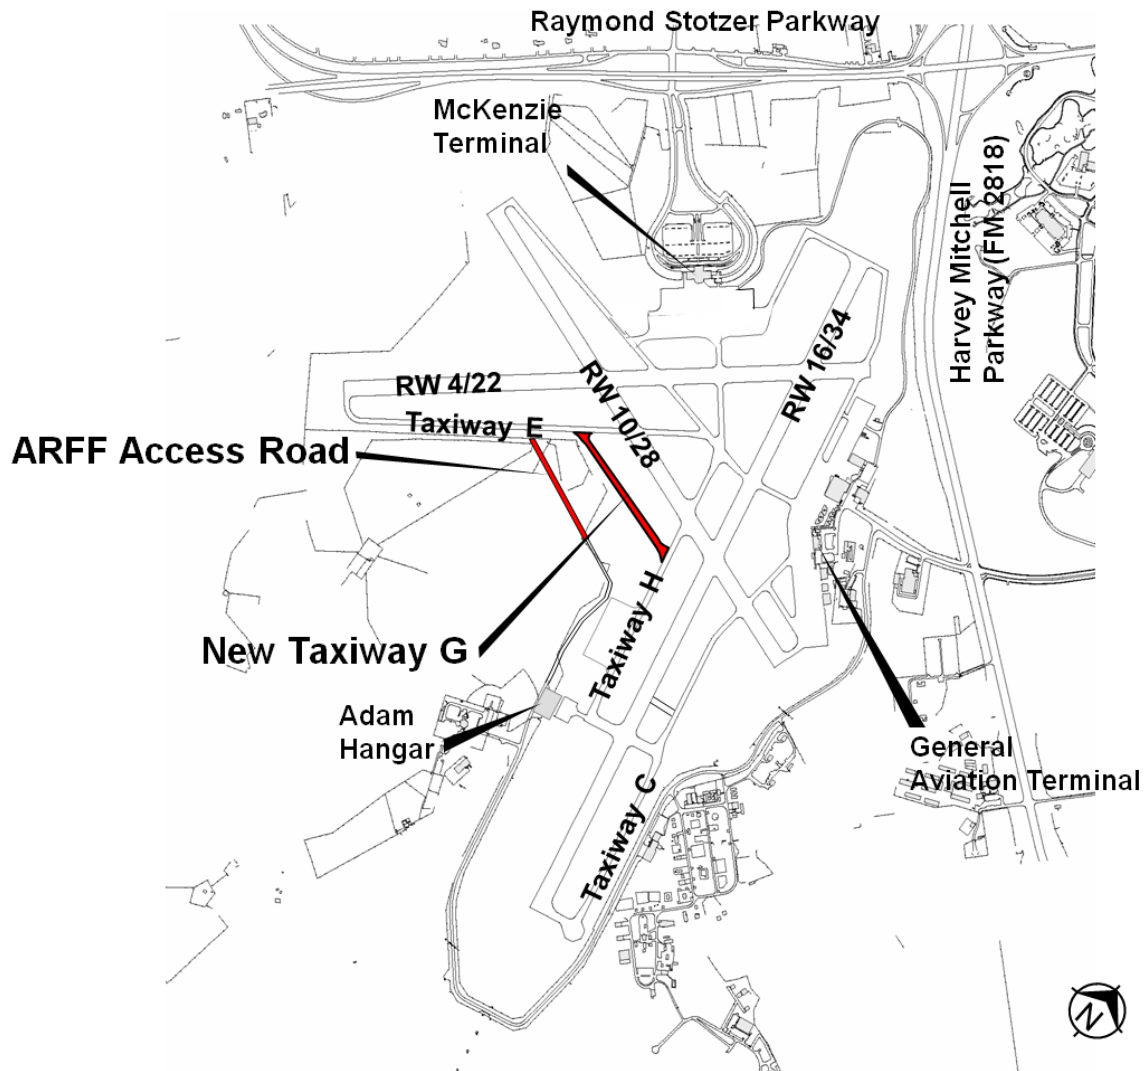 Raymond Stotzer Parkway
McKenzie
Terminal
Harvey Mitchell
Parkway (FM 2818)
RW 16/34
RW 4/22
RW 10/28
Taxiway E
ARFF Access Road
Taxiway H
New Taxiway G
Adam
Hangar
General
Aviation Terminal
Taxiway C
N